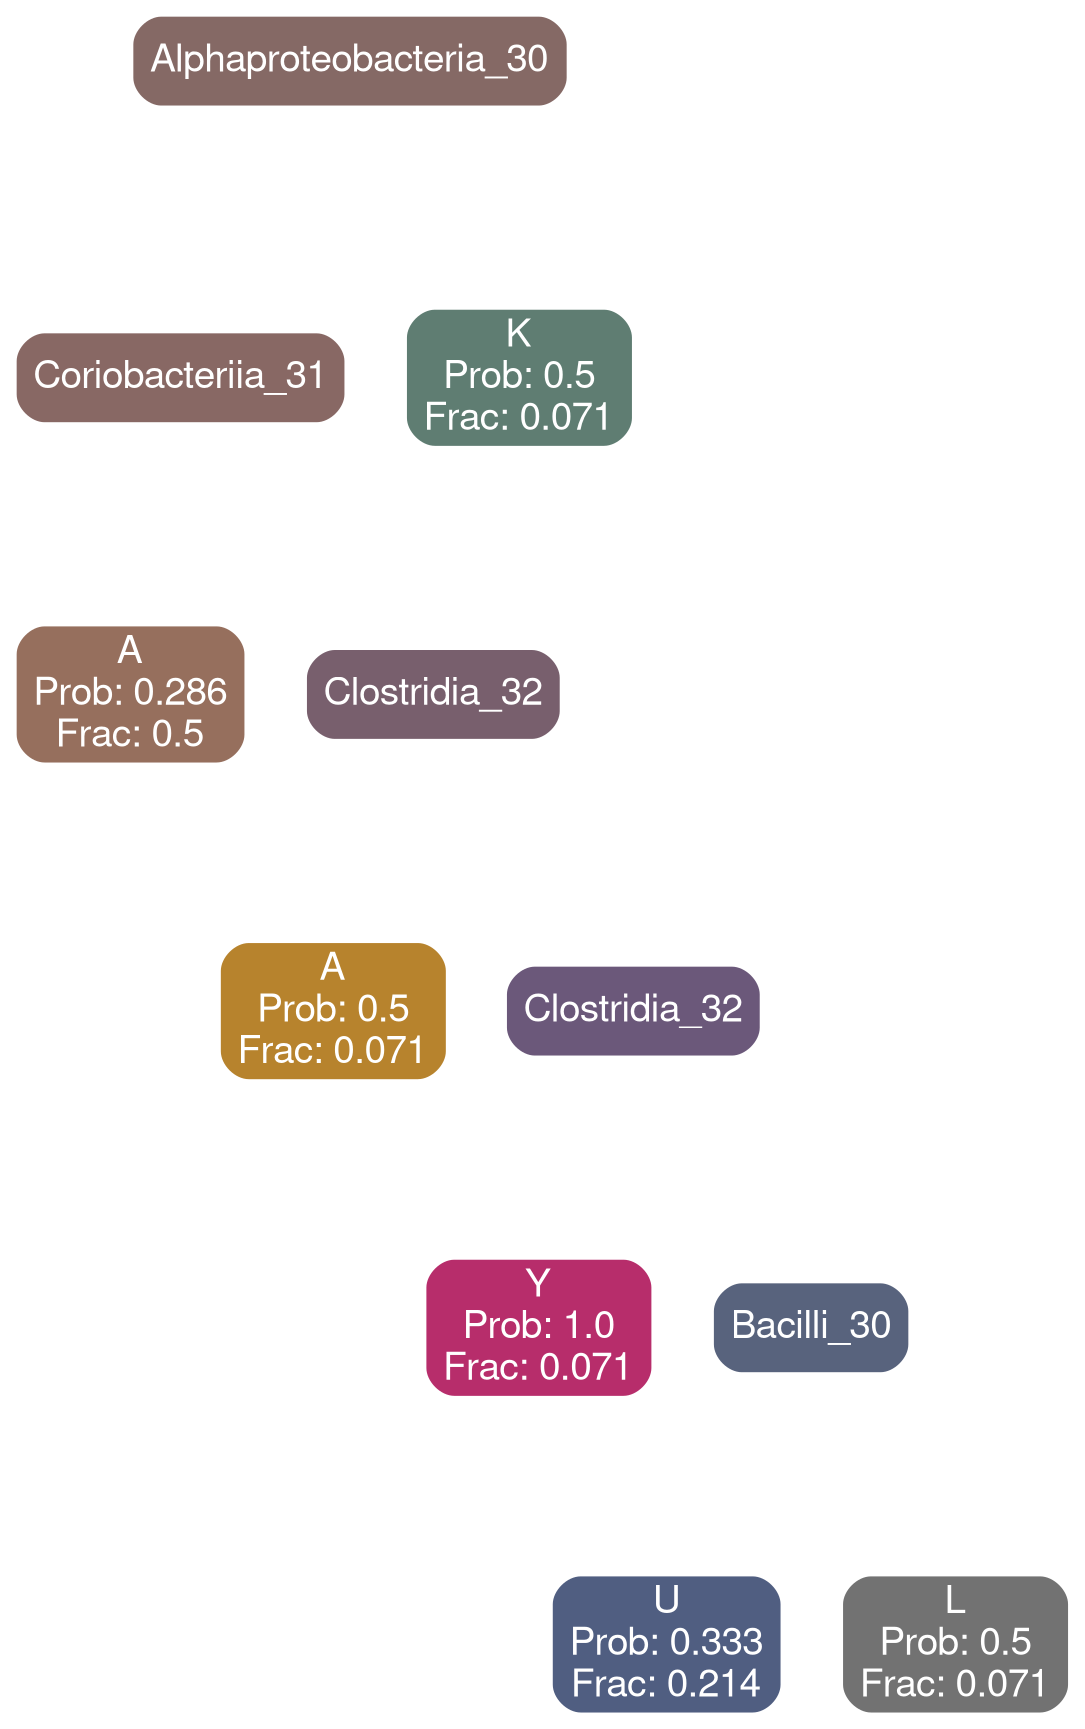 Alphaproteobacteria_30
Coriobacteriia_31
K
Prob: 0.5
Frac: 0.071
A
Prob: 0.286
Frac: 0.5
Clostridia_32
A
Prob: 0.5
Frac: 0.071
Clostridia_32
Y
Prob: 1.0
Frac: 0.071
Bacilli_30
U
Prob: 0.333
Frac: 0.214
L
Prob: 0.5
Frac: 0.071